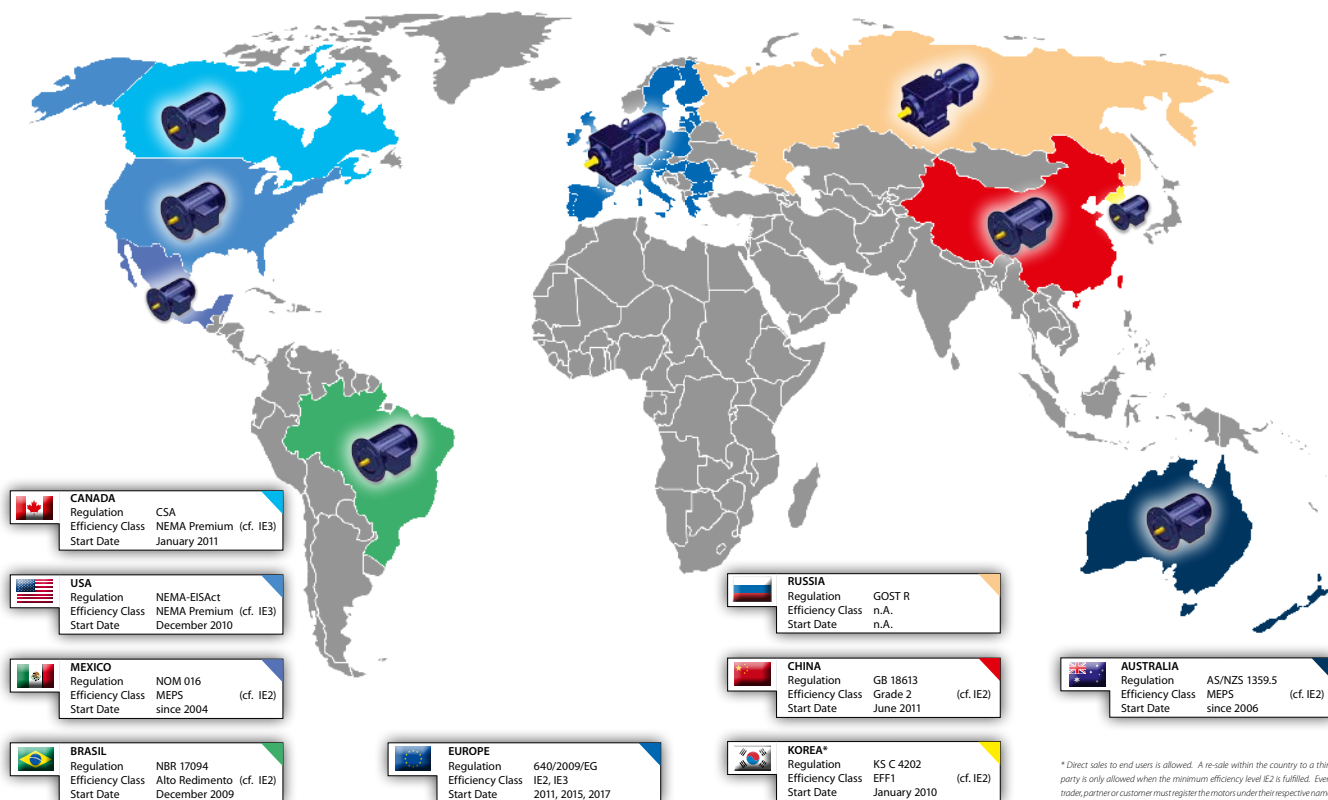 CANADA
Regulation CSA
Efficiency Class NEMA Premium (cf. IE3)
Start Date January 2011
USA
Regulation NEMA-EISAct
Efficiency Class NEMA Premium (cf. IE3)
Start Date December 2010
MEXICO
Regulation NOM 016
Efficiency Class MEPS (cf. IE2)
Start Date since 2004
BRASIL
Regulation NBR 17094
Efficiency Class Alto Redimento (cf. IE2)
Start Date December 2009
EUROPE
Regulation 640/2009/EG
Efficiency Class IE2, IE3
Start Date 2011, 2015, 2017
RUSSIA
Regulation GOST R
Efficiency Class n.A.
Start Date n.A.
CHINA
Regulation GB 18613
Efficiency Class Grade 2 (cf. IE2)
Start Date June 2011
KOREA*
Regulation KS C 4202
Efficiency Class EFF1 (cf. IE2)
Start Date January 2010
AUSTRALIA
Regulation AS/NZS 1359.5
Efficiency Class MEPS (cf. IE2)
Start Date since 2006
* Direct sales to end users is allowed. A re-sale within the country to a
party is only allowed when the minimum efficiency level IE2 is fulfilled.
trader, partner or customer must register the motors under their respective